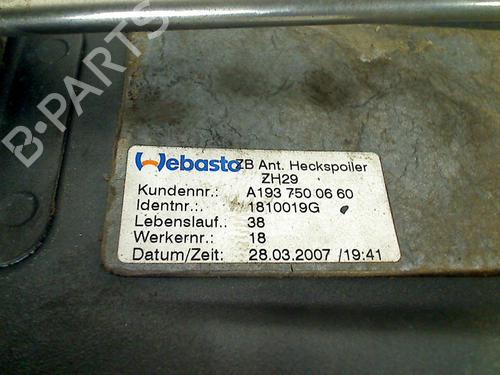 B-PARTS
Webasto ZB Ant. Heckspoiler
ZH29
Kundennr.: A193 750 06 60
Identnr.: 1810019G
Lebenslauf.: 38
Werkernr.: 18
Datum/Zeit: 28.03.2007 /19:41